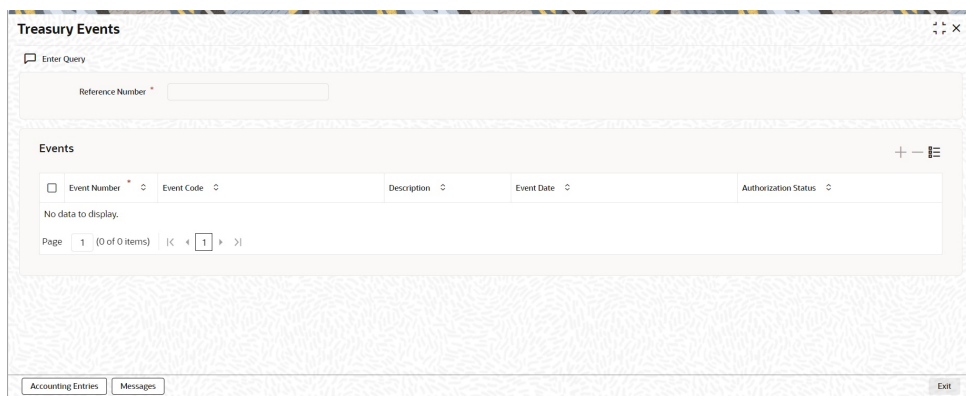 Treasury Events
Enter Query
Reference Number *
Events
Event Number * Event Code Description Event Date Authorization Status
No data to display.
Page 1 (0 of 0 items) 1
Accounting Entries Messages Exit